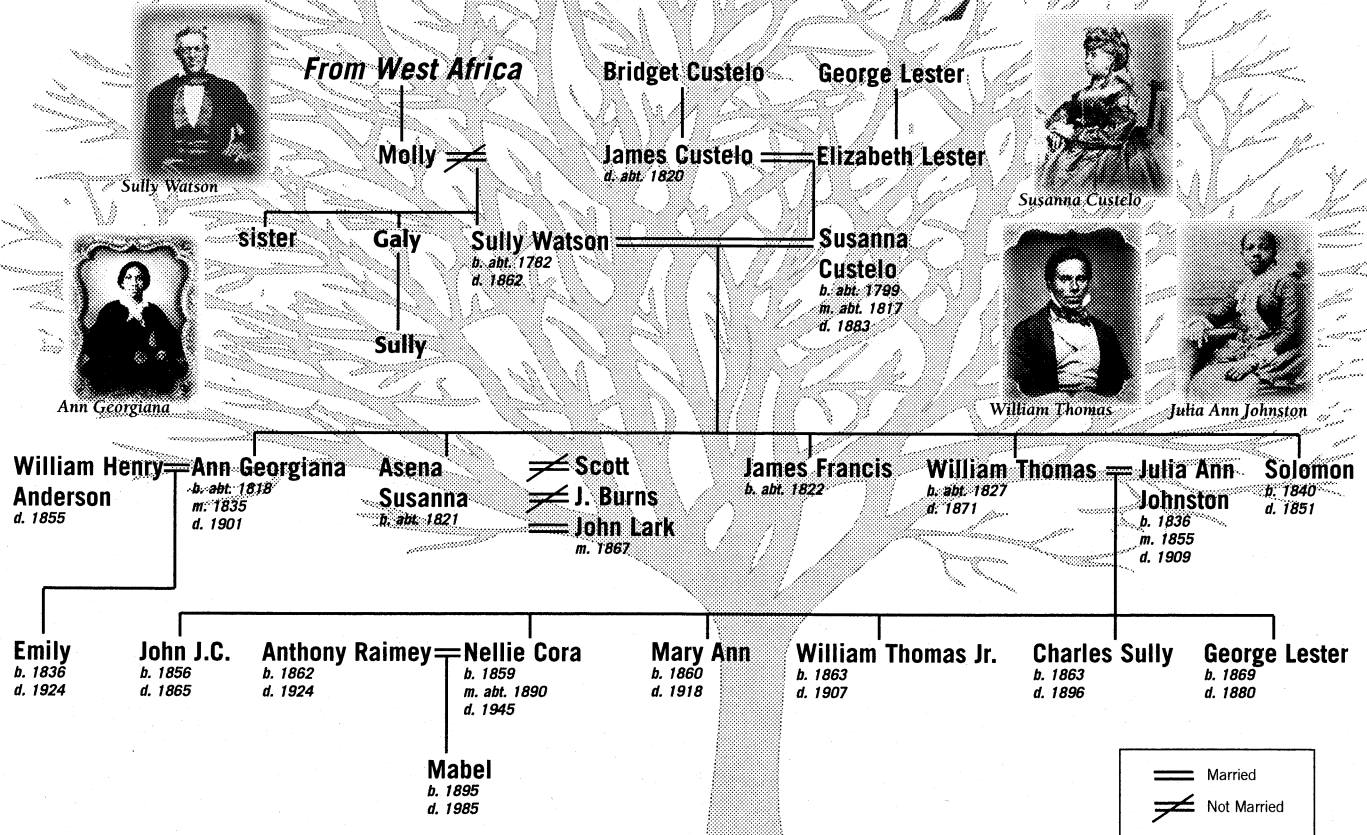 From West Africa
Bridget Custelo
George Lester
Molly
James Custelo
d. abt. 1820
Elizabeth Lester
Sully Watson
Susanna Custelo
sister
Galy
Sully Watson
b. abt. 1782
d. 1862
Susanna
Custelo
b. abt. 1799
m. abt. 1817
d. 1883
Sully
Ann Georgiana
William Thomas
Julia Ann Johnston
William Henry
Anderson
d. 1855
Ann Georgiana
b. abt. 1818
m. 1835
d. 1901
Asena
Susanna
b. abt. 1821
Scott
J. Burns
John Lark
m. 1867
James Francis
b. abt. 1822
William Thomas
b. abt. 1827
d. 1871
Julia Ann
Johnston
b. 1836
m. 1855
d. 1909
Solomon
b. 1840
d. 1851
Emily
b. 1836
d. 1924
John J.C.
b. 1856
d. 1865
Anthony Raimey
b. 1862
d. 1924
Nellie Cora
b. 1859
m. abt. 1890
d. 1945
Mary Ann
b. 1860
d. 1918
William Thomas Jr.
b. 1863
d. 1907
Charles Sully
b. 1863
d. 1896
George Lester
b. 1869
d. 1880
Mabel
b. 1895
d. 1985
Married
Not Married